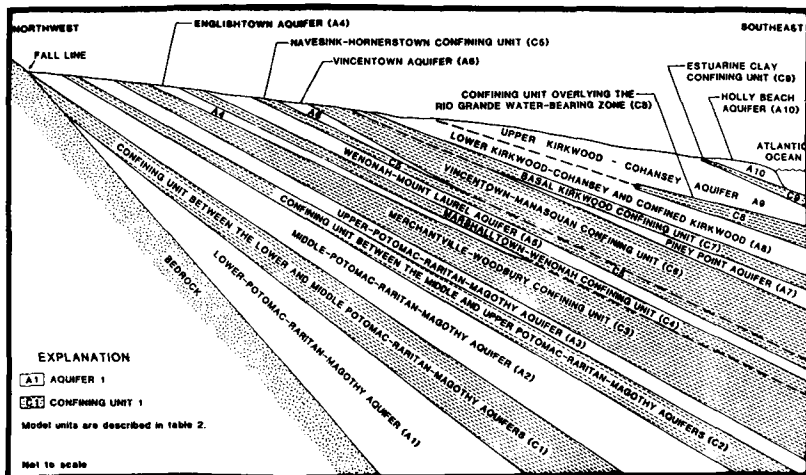 NORTHWEST
SOUTHEAST
ENGLISHTOWN AQUIFER (A4)
NAVESINK-HORNERSTOWN CONFINING UNIT (C5)
VINCENTOWN AQUIFER (A6)
FALL LINE
ESTUARINE CLAY
CONFINING UNIT (C9)
HOLLY BEACH
AQUIFER (A10)
CONFINING UNIT OVERLYING THE
RIO GRANDE WATER-BEARING ZONE (C8)
ATLANTIC
OCEAN
UPPER KIRKWOOD - COHANSEY AQUIFER A9
LOWER KIRKWOOD-COHANSEY AND CONFINED KIRKWOOD (A8)
A10
C9
C8
BASAL KIRKWOOD CONFINING UNIT (C7)
PINEY POINT AQUIFER (A7)
VINCENTOWN-MANASQUAN CONFINING UNIT (C6)
A4
A6
C5
C5
WENONAH-MOUNT LAUREL AQUIFER (A5)
MARSHALLTOWN-WENONAH CONFINING UNIT (C4)
MERCHANTVILLE-WOODBURY CONFINING UNIT (C3)
UPPER-POTOMAC-RARITAN-MAGOTHY AQUIFER (A3)
CONFINING UNIT BETWEEN THE MIDDLE AND UPPER POTOMAC-RARITAN-MAGOTHY AQUIFERS (C2)
MIDDLE-POTOMAC-RARITAN-MAGOTHY AQUIFER (A2)
CONFINING UNIT BETWEEN THE LOWER AND MIDDLE POTOMAC-RARITAN-MAGOTHY AQUIFERS (C1)
LOWER-POTOMAC-RARITAN-MAGOTHY AQUIFER (A1)
BEDROCK
EXPLANATION
A1 AQUIFER 1
C1 CONFINING UNIT 1
Model units are described in table 2.
Not to scale